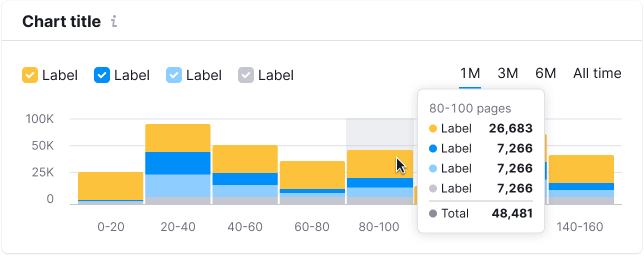 Chart title i
Label Label Label Label
1M 3M 6M All time
80-100 pages
Label 26,683
Label 7,266
Label 7,266
Label 7,266
Total 48,481
100K
50K
25K
0
0-20 20-40 40-60 60-80 80-100 140-160